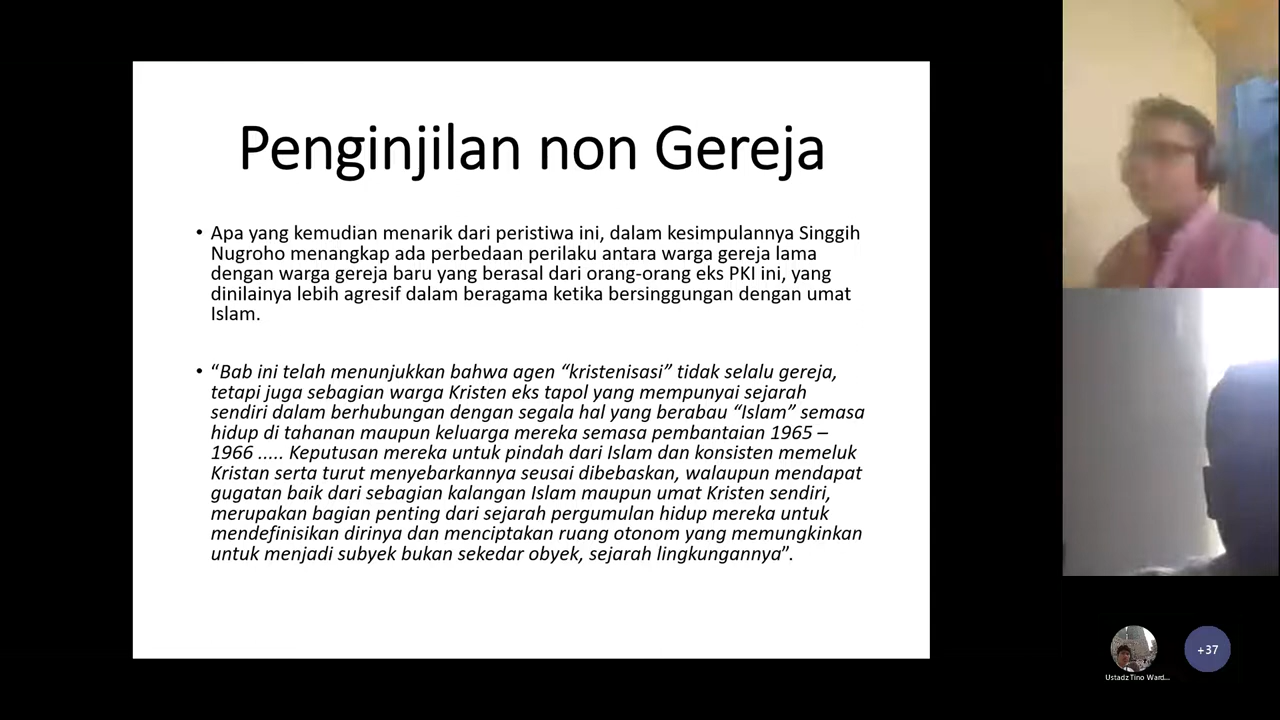 Penginjilan non Gereja
• Apa yang kemudian menarik dari peristiwa ini, dalam kesimpulannya Singgih
Nugroho menangkap ada perbedaan perilaku antara warga gereja lama
dengan warga gereja baru yang berasal dari orang-orang eks PKI ini, yang
dinilainya lebih agresif dalam beragama ketika bersinggungan dengan umat
Islam.
• “Bab ini telah menunjukkan bahwa agen “kristenisasi” tidak selalu gereja,
tetapi juga sebagian warga Kristen eks tapol yang mempunyai sejarah
sendiri dalam berhubungan dengan segala hal yang berabau “Islam” semasa
hidup di tahanan maupun keluarga mereka semasa pembantaian 1965 –
1966 ..... Keputusan mereka untuk pindah dari Islam dan konsisten memeluk
Kristan serta turut menyebarkannya seusai dibebaskan, walaupun mendapat
gugatan baik dari sebagian kalangan Islam maupun umat Kristen sendiri,
merupakan bagian penting dari sejarah pergumulan hidup mereka untuk
mendefinisikan dirinya dan menciptakan ruang otonom yang memungkinkan
untuk menjadi subyek bukan sekedar obyek, sejarah lingkungannya”.
+37
Ustadz Tino Ward...